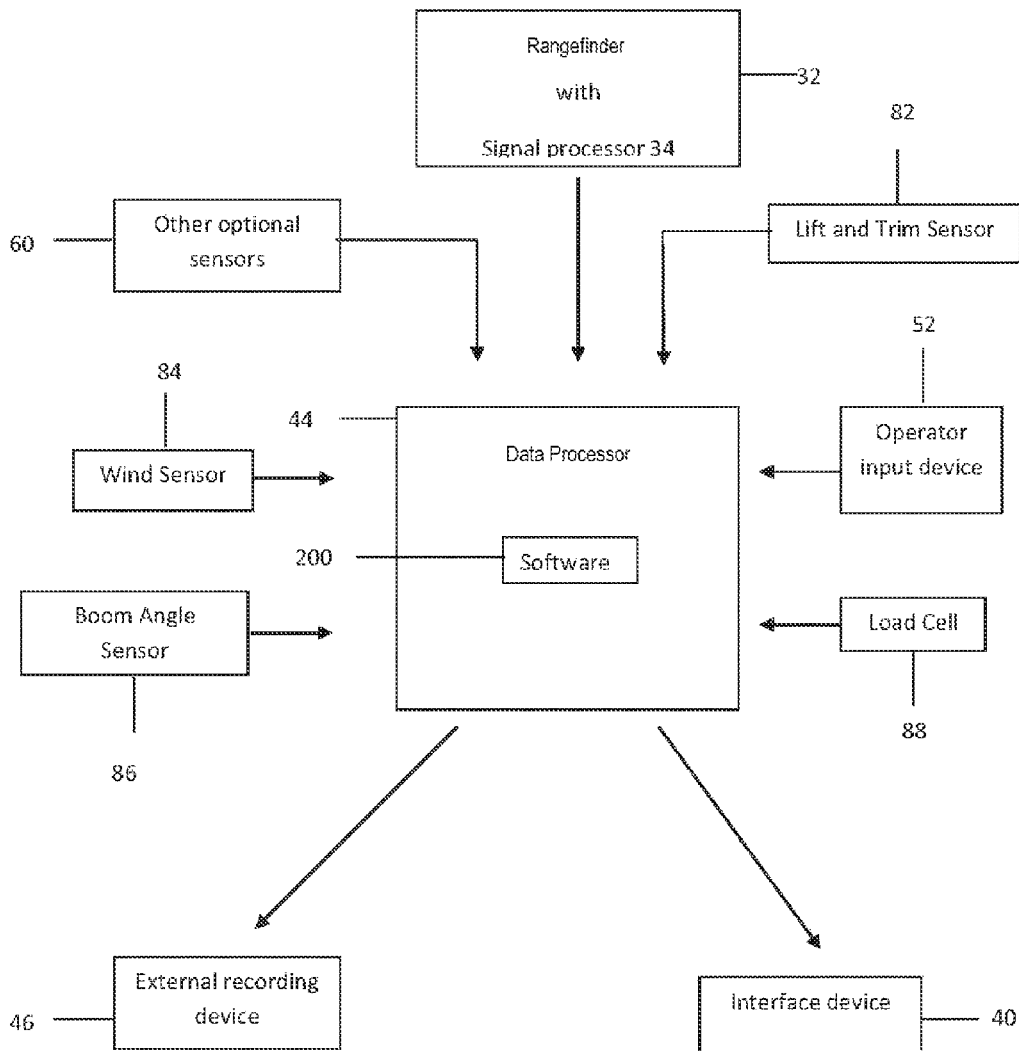 Rangefinder
with
Signal processor 34
32
82
Other optional
sensors
60
Lift and Trim Sensor
52
84
44
Data Processor
Operator
input device
Wind Sensor
200
Software
Boom Angle
Sensor
Load Cell
86
88
External recording
device
46
Interface device
40